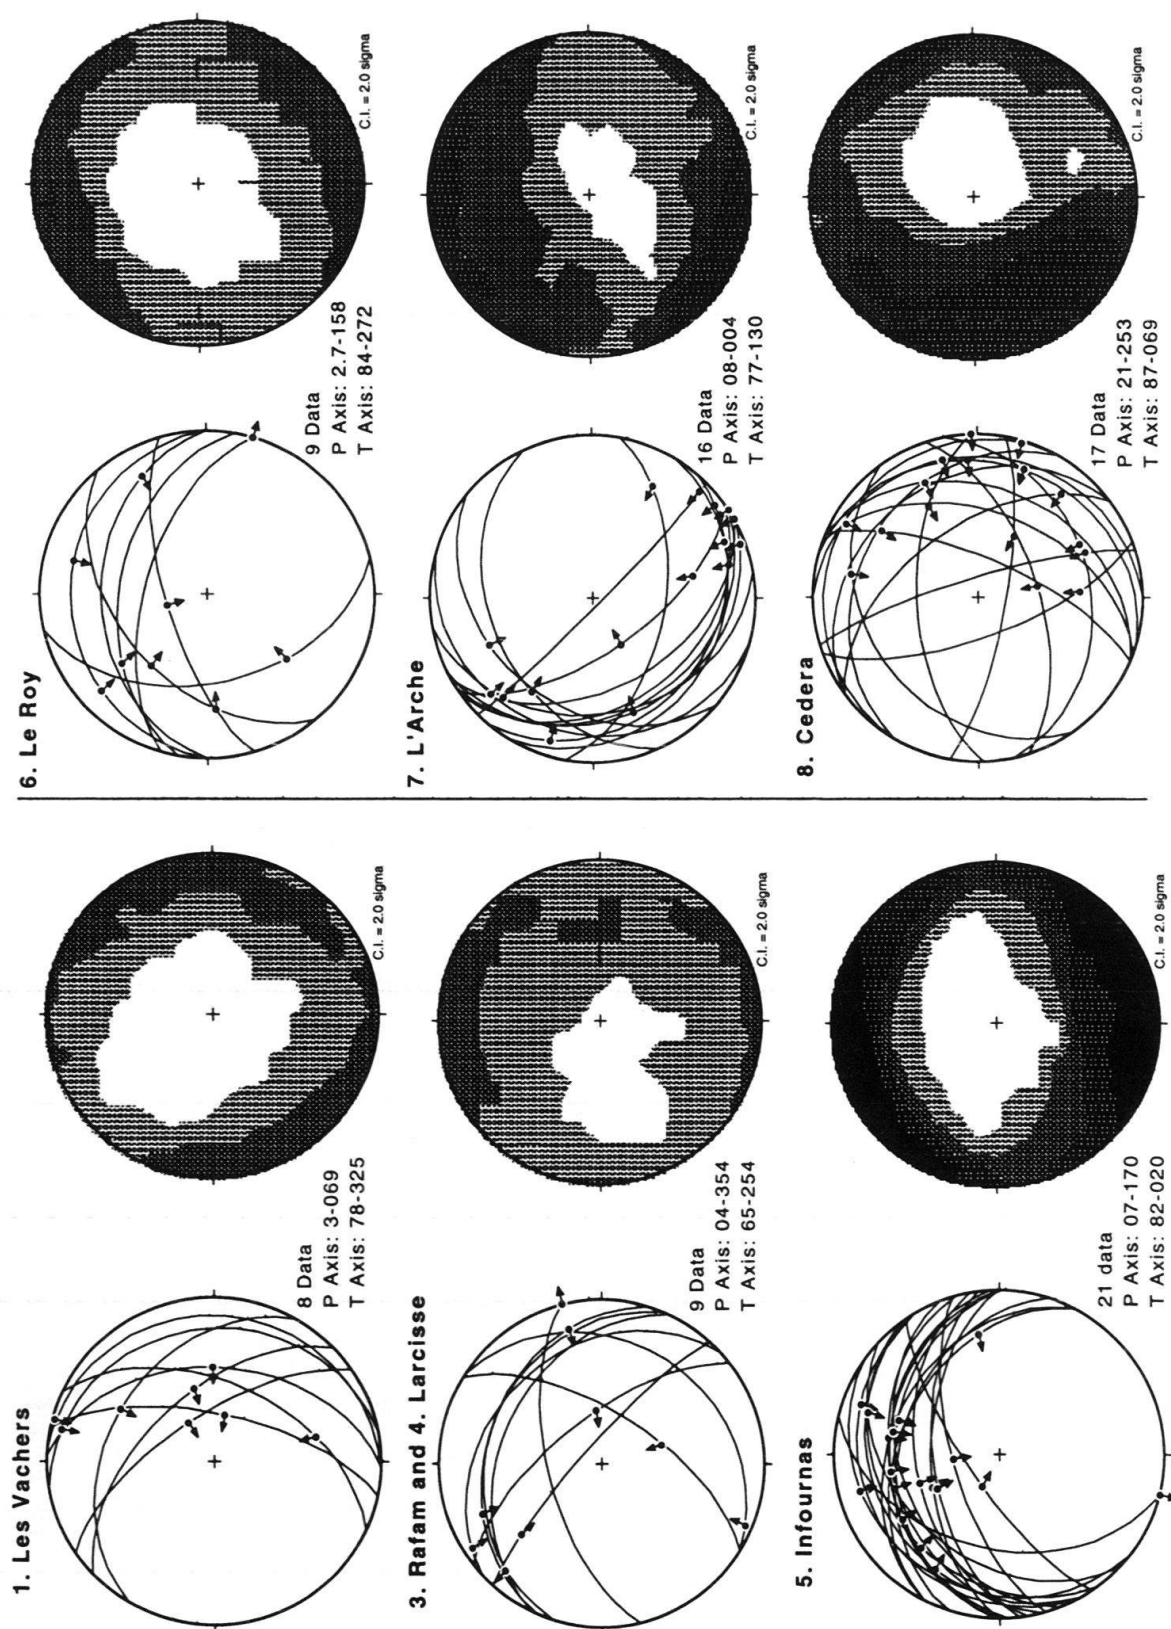 1. Les Vachers
8 Data
P Axis: 3-069
T Axis: 78-325
C.I. = 2.0 sigma
3. Rafam and 4. Larcisse
9 Data
P Axis: 04-354
T Axis: 65-254
C.I. = 2.0 sigma
5. Infournas
21 data
P Axis: 07-170
T Axis: 82-020
6. Le Roy
9 Data
P Axis: 2.7-158
T Axis: 84-272
C.I. = 2.0 sigma
7. L'Arche
16 Data
P Axis: 08-004
T Axis: 77-130
C.I. = 2.0 sigma
8. Cedera
17 Data
P Axis: 21-253
T Axis: 87-069
C.I. = 2.0 sigma
C.I. = 2.0 sigma